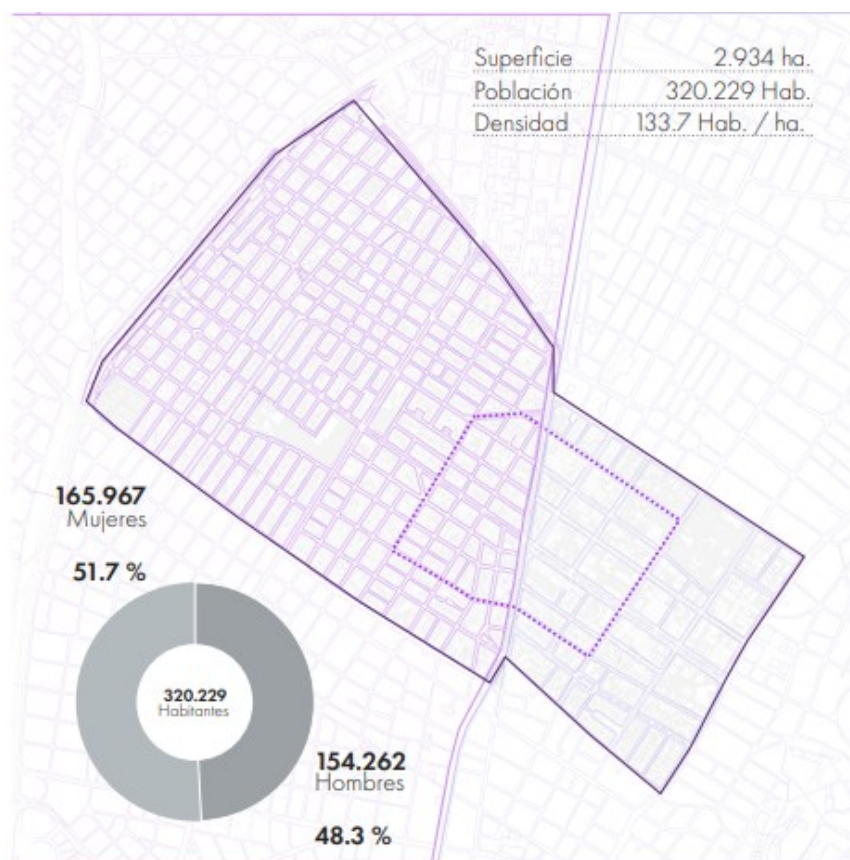 Superficie 2.934 ha.
Población 320.229 Hab.
Densidad 133.7 Hab. / ha.
165.967
Mujeres
51.7 %
320.229
Habitantes
154.262
Hombres
48.3 %